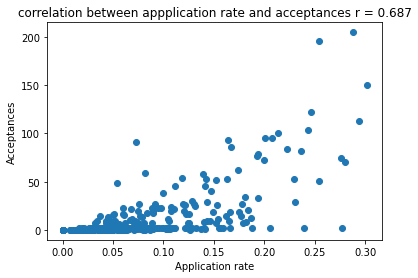 correlation between appplication rate and acceptances r = 0.687
200
150
100
50
0
Acceptances
0.00 0.05 0.10 0.15 0.20 0.25 0.30
Application rate